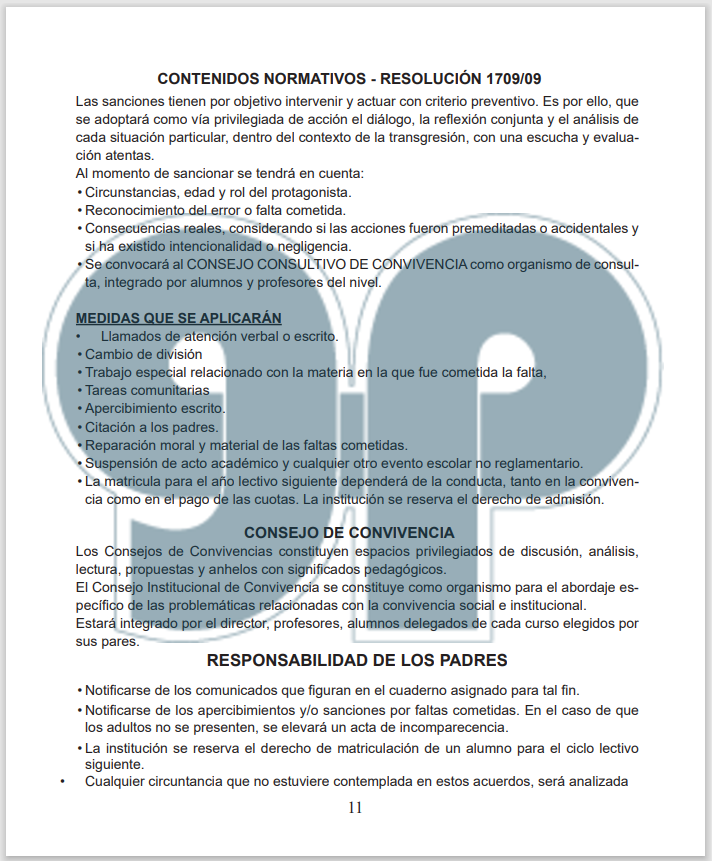 CONTENIDOS NORMATIVOS - RESOLUCIÓN 1709/09
Las sanciones tienen por objetivo intervenir y actuar con criterio preventivo. Es por ello, que
se adoptará como vía privilegiada de acción el diálogo, la reflexión conjunta y el análisis de
cada situación particular, dentro del contexto de la transgresión, con una escucha y evalua-
ción atentas.
Al momento de sancionar se tendrá en cuenta:
• Circunstancias, edad y rol del protagonista.
• Reconocimiento del error o falta cometida.
• Consecuencias reales, considerando si las acciones fueron premeditadas o accidentales y
si ha existido intencionalidad o negligencia.
• Se convocará al CONSEJO CONSULTIVO DE CONVIVENCIA como organismo de consul-
ta, integrado por alumnos y profesores del nivel.
MEDIDAS QUE SE APLICARÁN
• Llamados de atención verbal o escrito.
• Cambio de división
• Trabajo especial relacionado con la materia en la que fue cometida la falta,
• Tareas comunitarias
• Apercibimiento escrito.
• Citación a los padres.
• Reparación moral y material de las faltas cometidas.
• Suspensión de acto académico y cualquier otro evento escolar no reglamentario.
• La matricula para el año lectivo siguiente dependerá de la conducta, tanto en la conviven-
cia como en el pago de las cuotas. La institución se reserva el derecho de admisión.
CONSEJO DE CONVIVENCIA
Los Consejos de Convivencias constituyen espacios privilegiados de discusión, análisis,
lectura, propuestas y anhelos con significados pedagógicos.
El Consejo Institucional de Convivencia se constituye como organismo para el abordaje es-
pecífico de las problemáticas relacionadas con la convivencia social e institucional.
Estará integrado por el director, profesores, alumnos delegados de cada curso elegidos por
sus pares.
RESPONSABILIDAD DE LOS PADRES
• Notificarse de los comunicados que figuran en el cuaderno asignado para tal fin.
• Notificarse de los apercibimientos y/o sanciones por faltas cometidas. En el caso de que
los adultos no se presenten, se elevará un acta de incomparecencia.
• La institución se reserva el derecho de matriculación de un alumno para el ciclo lectivo
siguiente.
• Cualquier circuntancia que no estuviere contemplada en estos acuerdos, será analizada
11